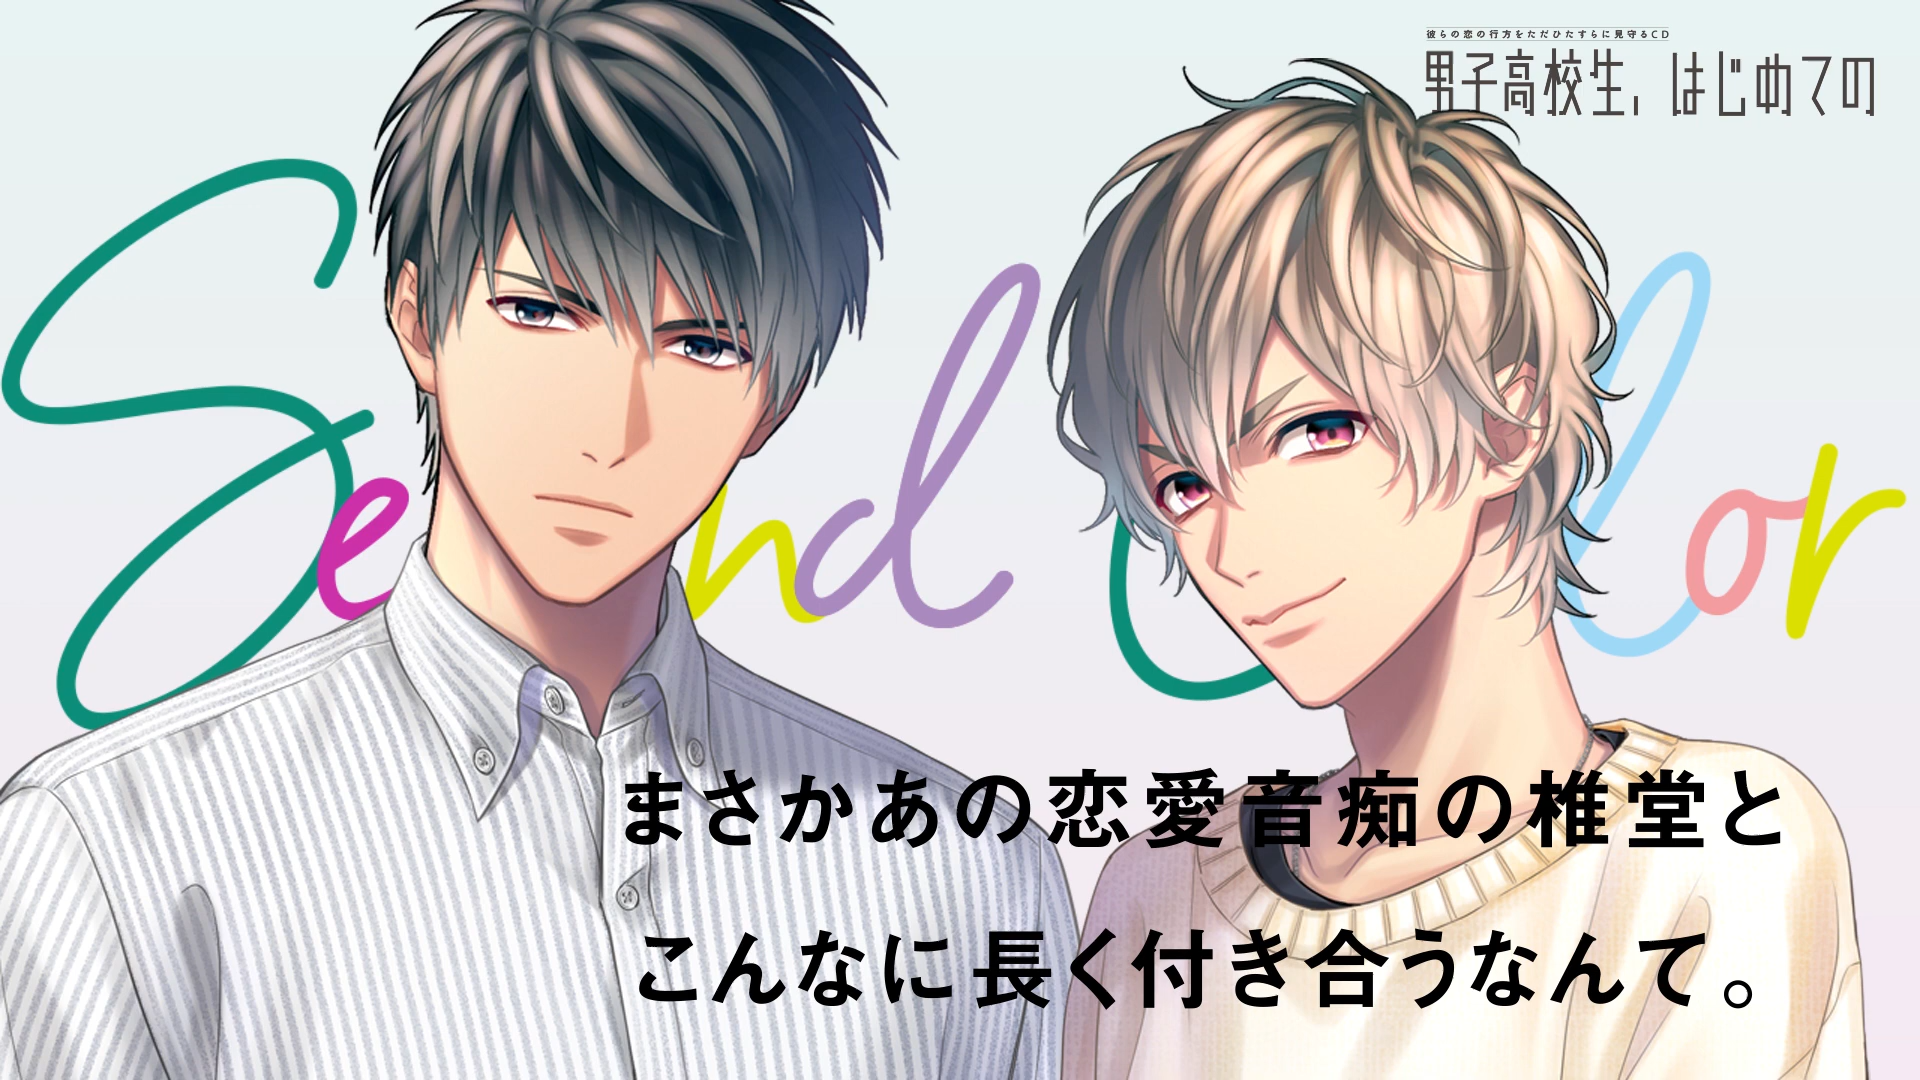 彼らの恋の行方をただひたすらに見守るCD
男子高校生、はじめての
Second Color
まさかあの恋愛音痴の椎堂と
こんなに長く付き合うなんて。